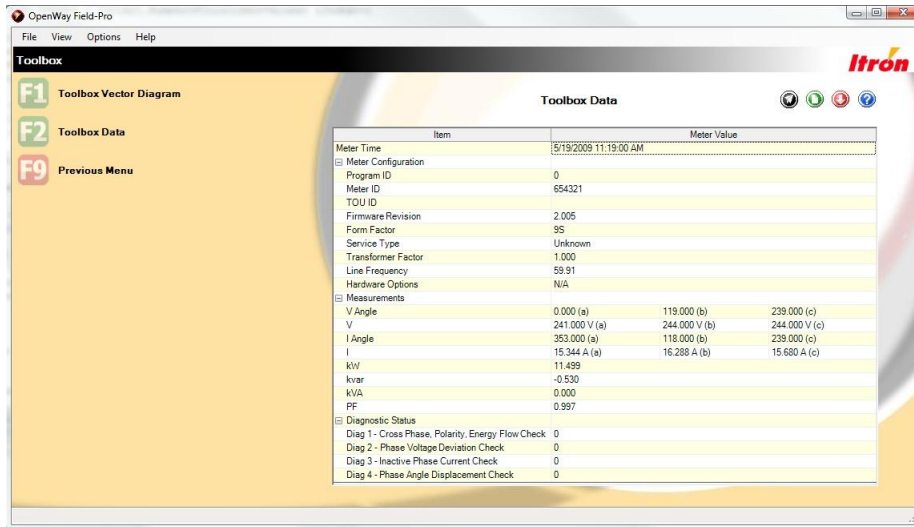 OpenWay Field-Pro
File View Options Help
Toolbox
Itrón
F1 Toolbox Vector Diagram
F2 Toolbox Data
F9 Previous Menu
Toolbox Data
Item Meter Value
Meter Time 5/19/2009 11:19:00 AM
Meter Configuration
Program ID 0
Meter ID 654321
TOU ID
Firmware Revision 2.005
Form Factor 9S
Service Type Unknown
Transformer Factor 1.000
Line Frequency 59.91
Hardware Options N/A
Measurements
V Angle 0.000 (a) 119.000 (b) 239.000 (c)
V 241.000 V (a) 244.000 V (b) 244.000 V (c)
I Angle 353.000 (a) 118.000 (b) 239.000 (c)
I 15.344 A (a) 16.288 A (b) 15.680 A (c)
kW 11.499
kvar -0.530
kVA 0.000
PF 0.997
Diagnostic Status
Diag 1 - Cross Phase, Polarity, Energy Flow Check 0
Diag 2 - Phase Voltage Deviation Check 0
Diag 3 - Inactive Phase Current Check 0
Diag 4 - Phase Angle Displacement Check 0